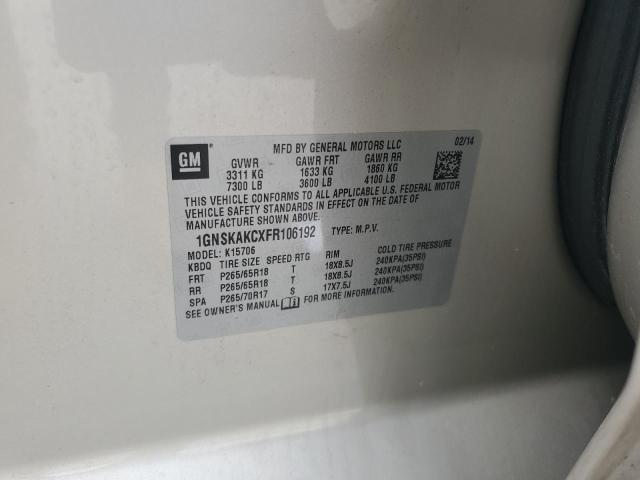 GM
MFD BY GENERAL MOTORS LLC 02/14
GVWR GAWR FRT GAWR RR
3311 KG 1633 KG 1860 KG
7300 LB 3600 LB 4100 LB
THIS VEHICLE CONFORMS TO ALL APPLICABLE U.S. FEDERAL MOTOR
VEHICLE SAFETY STANDARDS IN EFFECT ON THE DATE OF
MANUFACTURE SHOWN ABOVE.
1GNSKAKCXFR106192 TYPE: M.P.V.
MODEL: K15706
KBDQ TIRE SIZE SPEED RTG RIM COLD TIRE PRESSURE
FRT P265/65R18 T 18X8.5J 240KPA(35PSI)
RR P265/65R18 T 18X8.5J 240KPA(35PSI)
SPA P265/70R17 S 17X7.5J 240KPA(35PSI)
SEE OWNER'S MANUAL FOR MORE INFORMATION.